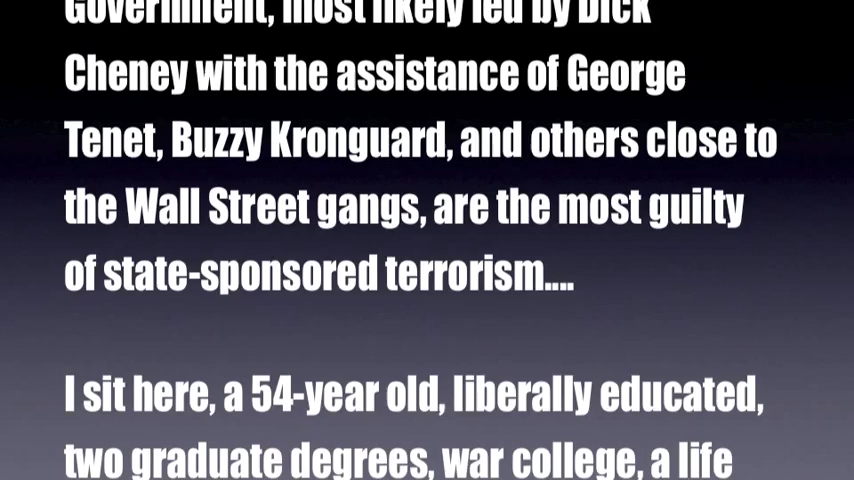 Government, most likely led by Dick
Cheney with the assistance of George
Tenet, Buzzy Kronguard, and others close to
the Wall Street gangs, are the most guilty
of state-sponsored terrorism....
I sit here, a 54-year old, liberally educated,
two graduate degrees, war college, a life